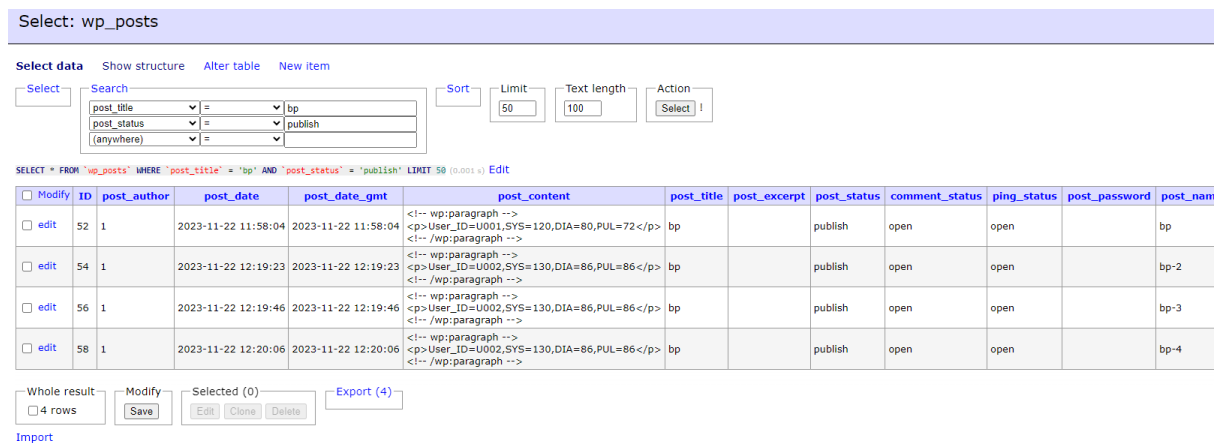 Select: wp_posts
Select data Show structure Alter table New item
Select Search Sort Limit Text length Action
post_title = bp 50 100 Select !
post_status = publish
(anywhere) =
SELECT * FROM `wp_posts` WHERE `post_title` = 'bp' AND `post_status` = 'publish' LIMIT 50 (0.001 s) Edit
Modify ID post_author post_date post_date_gmt post_content post_title post_excerpt post_status comment_status ping_status post_password post_nam
<!-- wp:paragraph -->
edit 52 1 2023-11-22 11:58:04 2023-11-22 11:58:04 <p>User_ID=U001,SYS=120,DIA=80,PUL=72</p> bp publish open open bp
<!-- /wp:paragraph -->
<!-- wp:paragraph -->
edit 54 1 2023-11-22 12:19:23 2023-11-22 12:19:23 <p>User_ID=U002,SYS=130,DIA=86,PUL=86</p> bp publish open open bp-2
<!-- /wp:paragraph -->
<!-- wp:paragraph -->
edit 56 1 2023-11-22 12:19:46 2023-11-22 12:19:46 <p>User_ID=U002,SYS=130,DIA=86,PUL=86</p> bp publish open open bp-3
<!-- /wp:paragraph -->
<!-- wp:paragraph -->
edit 58 1 2023-11-22 12:20:06 2023-11-22 12:20:06 <p>User_ID=U002,SYS=130,DIA=86,PUL=86</p> bp publish open open bp-4
<!-- /wp:paragraph -->
Whole result Modify Selected (0) Export (4)
4 rows Save Edit Clone Delete
Import